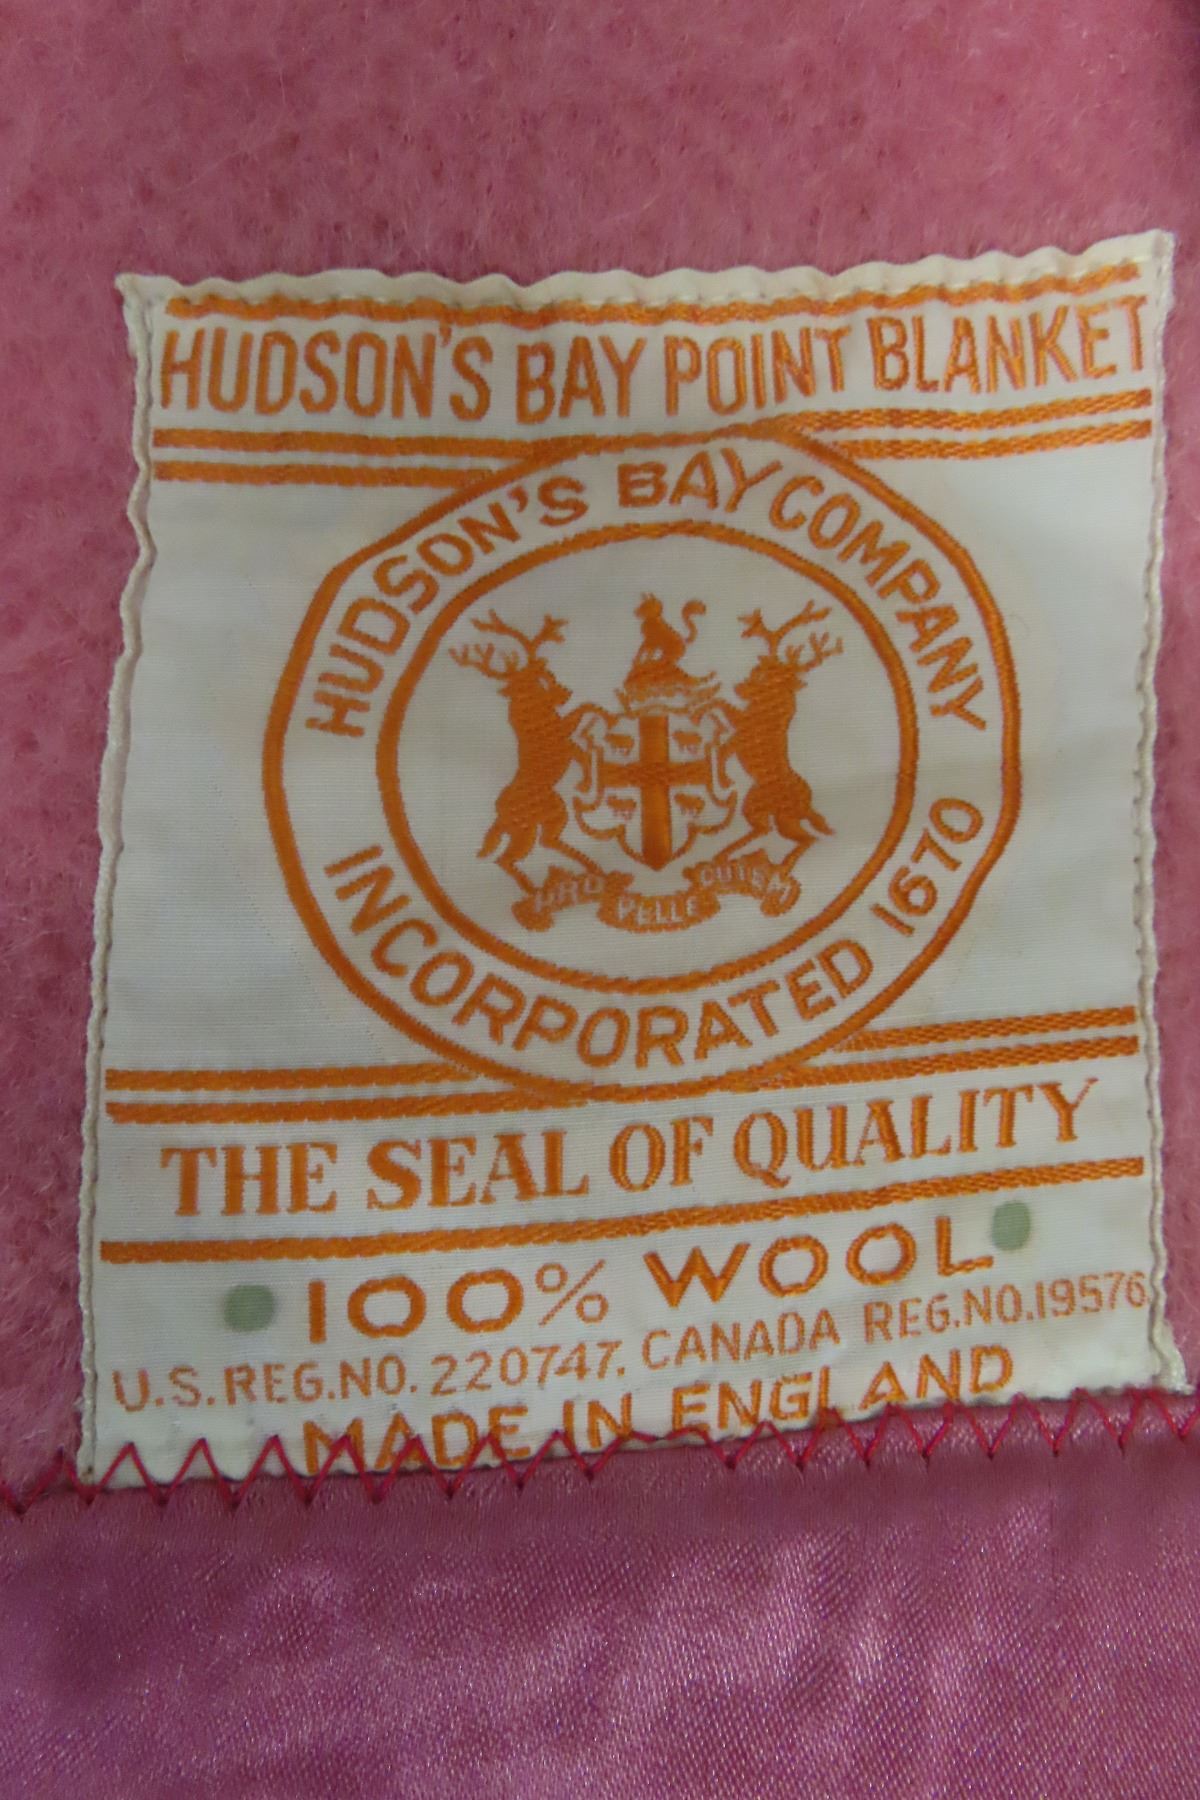 HUDSON'S BAY POINT BLANKET
HUDSON'S BAY COMPANY
INCORPORATED 1670
PRO PELLE CUTEM
THE SEAL OF QUALITY
100% WOOL
U.S. REG. NO. 220747. CANADA REG. NO. 19576
MADE IN ENGLAND